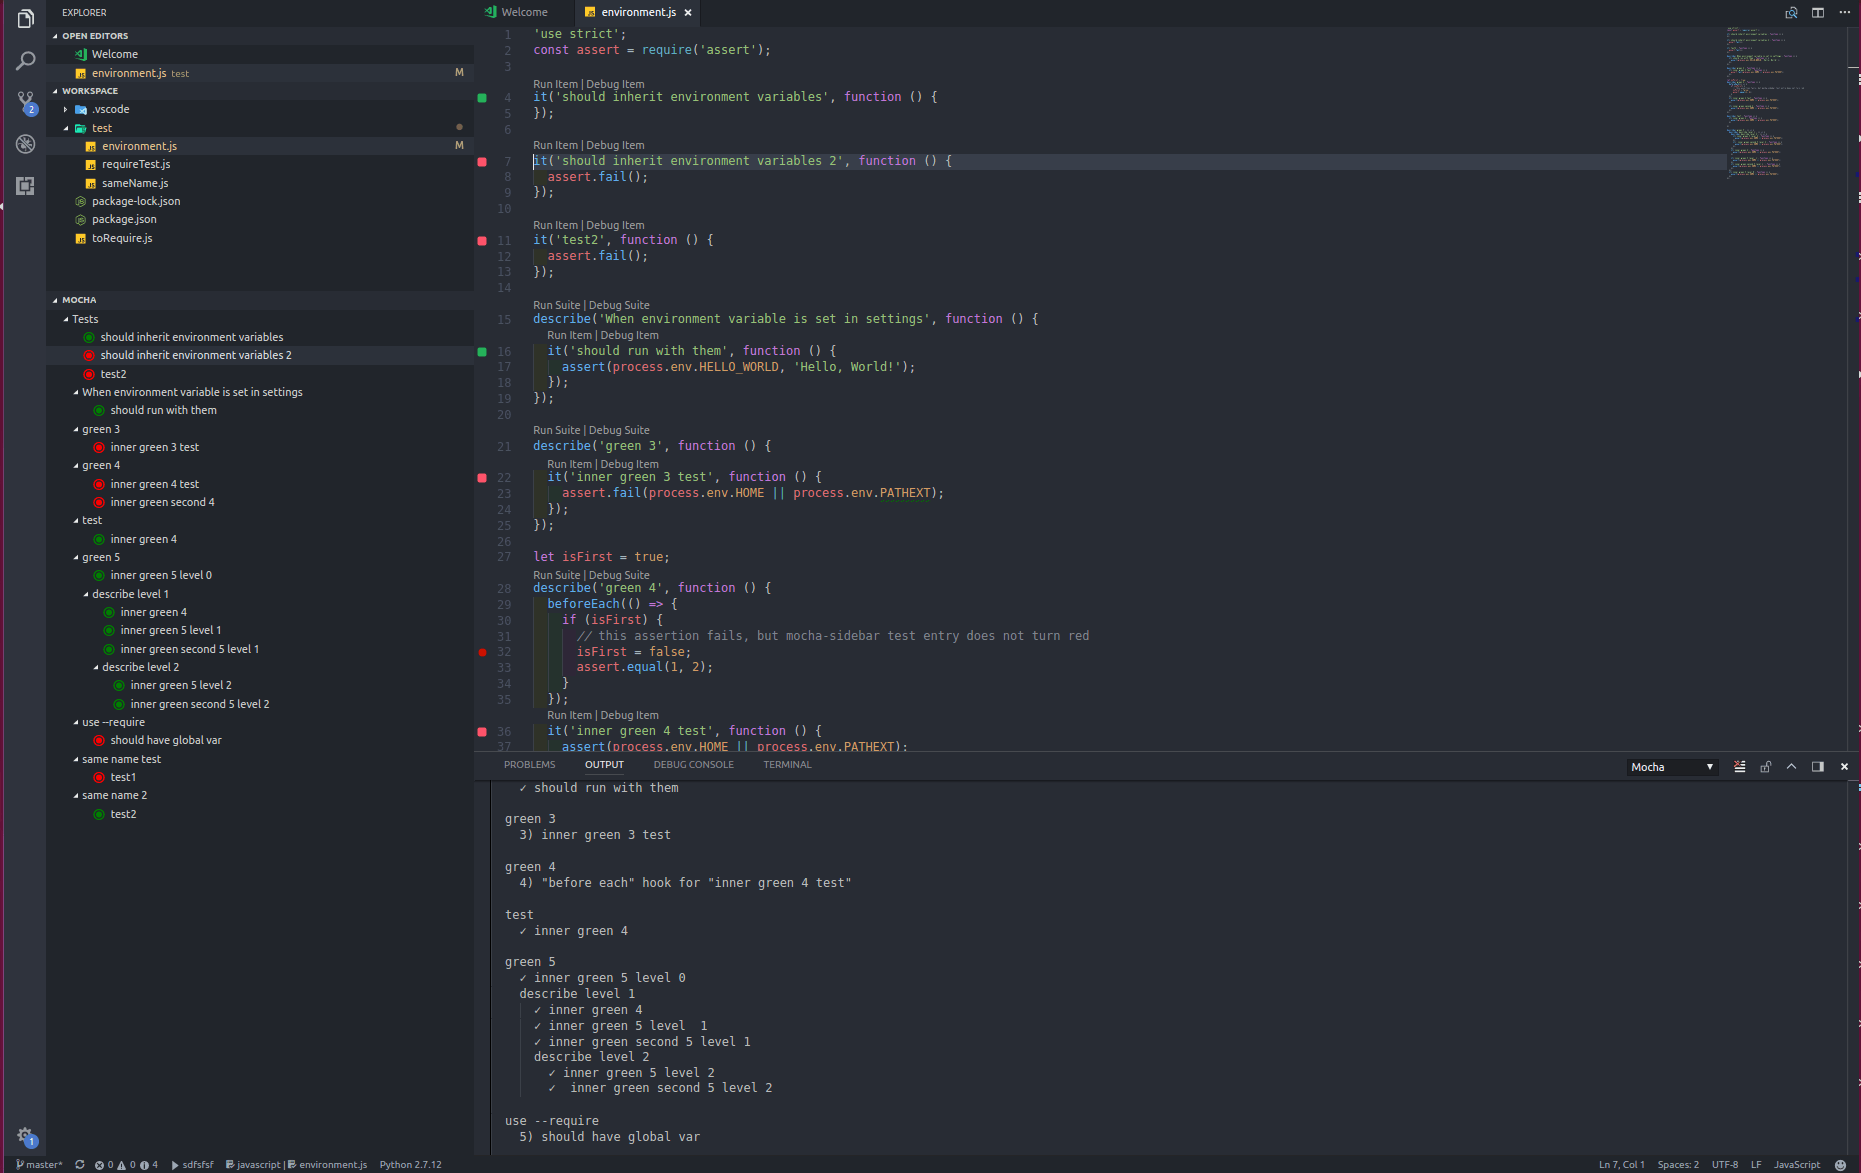 EXPLORER
OPEN EDITORS
Welcome
environment.js test M
WORKSPACE
.vscode
test
environment.js M
requireTest.js
sameName.js
package-lock.json
package.json
toRequire.js
MOCHA
Tests
should inherit environment variables
should inherit environment variables 2
test2
When environment variable is set in settings
should run with them
green 3
inner green 3 test
green 4
inner green 4 test
inner green second 4
test
inner green 4
green 5
inner green 5 level 0
describe level 1
inner green 4
inner green 5 level 1
inner green second 5 level 1
describe level 2
inner green 5 level 2
inner green second 5 level 2
use --require
should have global var
same name test
test1
same name 2
test2
2
1
Welcome environment.js
1 'use strict';
2 const assert = require('assert');
3
Run Item | Debug Item
4 it('should inherit environment variables', function () {
5 });
6
Run Item | Debug Item
7 it('should inherit environment variables 2', function () {
8 assert.fail();
9 });
10
Run Item | Debug Item
11 it('test2', function () {
12 assert.fail();
13 });
14
Run Suite | Debug Suite
15 describe('When environment variable is set in settings', function () {
Run Item | Debug Item
16 it('should run with them', function () {
17 assert(process.env.HELLO_WORLD, 'Hello, World!');
18 });
19 });
20
Run Suite | Debug Suite
21 describe('green 3', function () {
Run Item | Debug Item
22 it('inner green 3 test', function () {
23 assert.fail(process.env.HOME || process.env.PATHEXT);
24 });
25 });
26
27 let isFirst = true;
Run Suite | Debug Suite
28 describe('green 4', function () {
29 beforeEach(() => {
30 if (isFirst) {
31 // this assertion fails, but mocha-sidebar test entry does not turn red
32 isFirst = false;
33 assert.equal(1, 2);
34 }
35 });
Run Item | Debug Item
36 it('inner green 4 test', function () {
37 assert(process.env.HOME || process.env.PATHEXT);
PROBLEMS OUTPUT DEBUG CONSOLE TERMINAL Mocha
✓ should run with them
green 3
3) inner green 3 test
green 4
4) "before each" hook for "inner green 4 test"
test
✓ inner green 4
green 5
✓ inner green 5 level 0
describe level 1
✓ inner green 4
✓ inner green 5 level  1
✓ inner green second 5 level 1
describe level 2
✓ inner green 5 level 2
✓  inner green second 5 level 2
use --require
5) should have global var
master* 0 0 4 sdfsfsf javascript | environment.js Python 2.7.12 Ln 7, Col 1 Spaces: 2 UTF-8 LF JavaScript